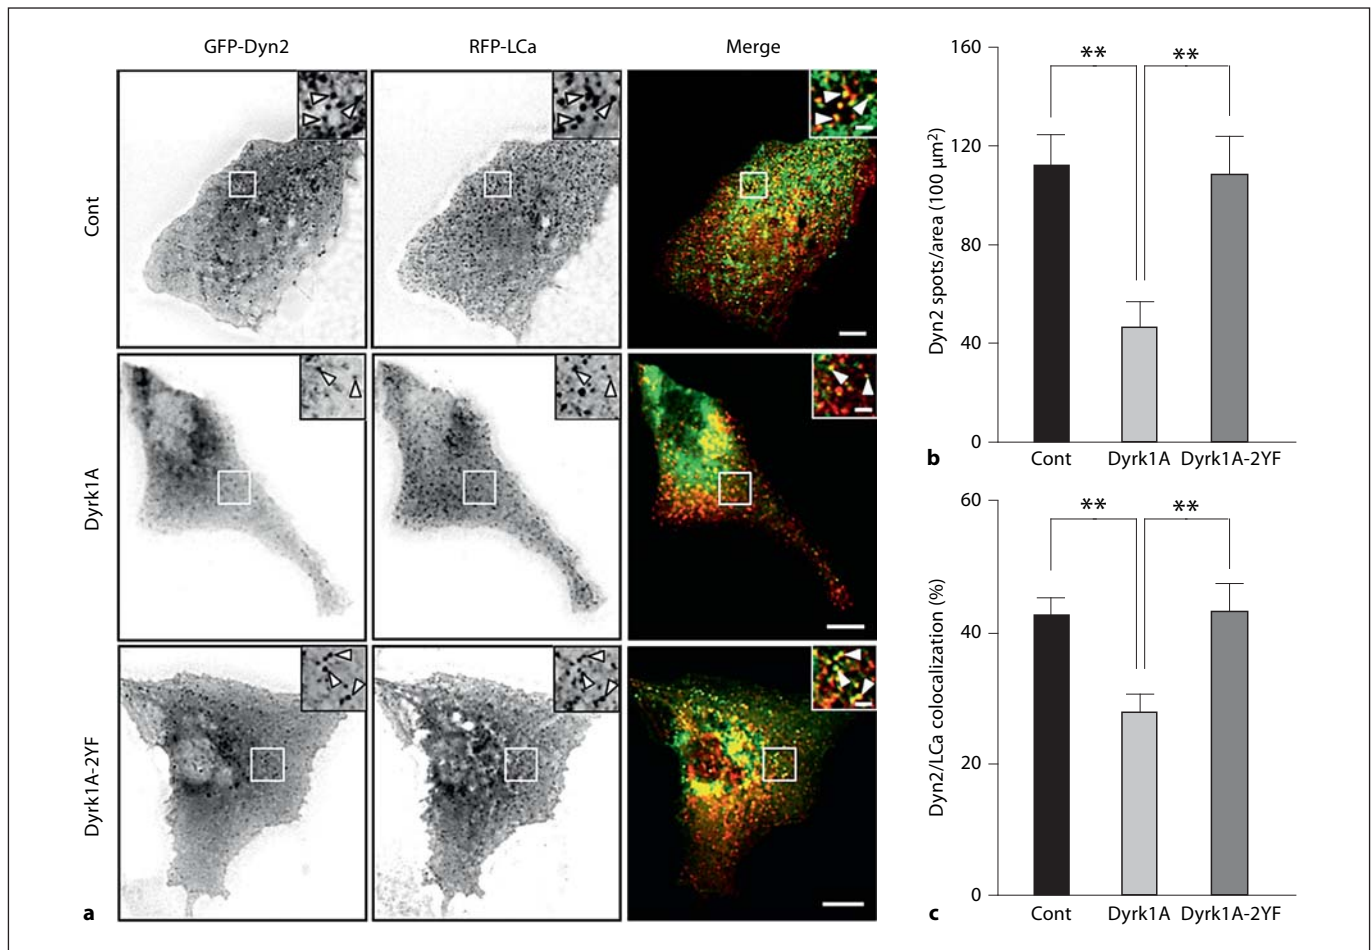 GFP-Dyn2 RFP-LCa Merge
Cont
Dyrk1A
Dyrk1A-2YF
a
160
120
80
40
0
Dyn2 spots/area (100 µm²)
** **
Cont Dyrk1A Dyrk1A-2YF
b
60
40
20
0
Dyn2/LCa colocalization (%)
** **
Cont Dyrk1A Dyrk1A-2YF
c